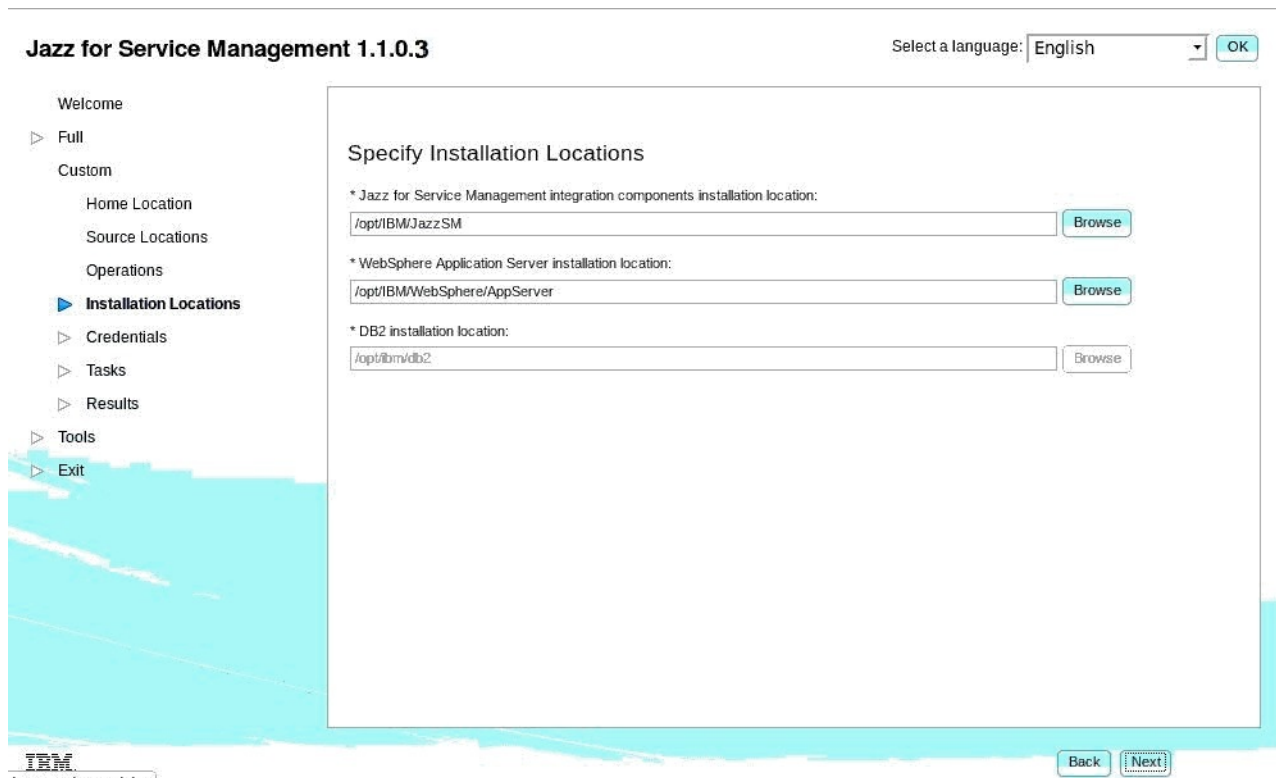 Jazz for Service Management 1.1.0.3
Select a language: English OK
Welcome
Full
Custom
Home Location
Source Locations
Operations
Installation Locations
Credentials
Tasks
Results
Tools
Exit
Specify Installation Locations
* Jazz for Service Management integration components installation location:
/opt/IBM/JazzSM Browse
* WebSphere Application Server installation location:
/opt/IBM/WebSphere/AppServer Browse
* DB2 installation location:
/opt/ibm/db2 Browse
IBM.
Back Next